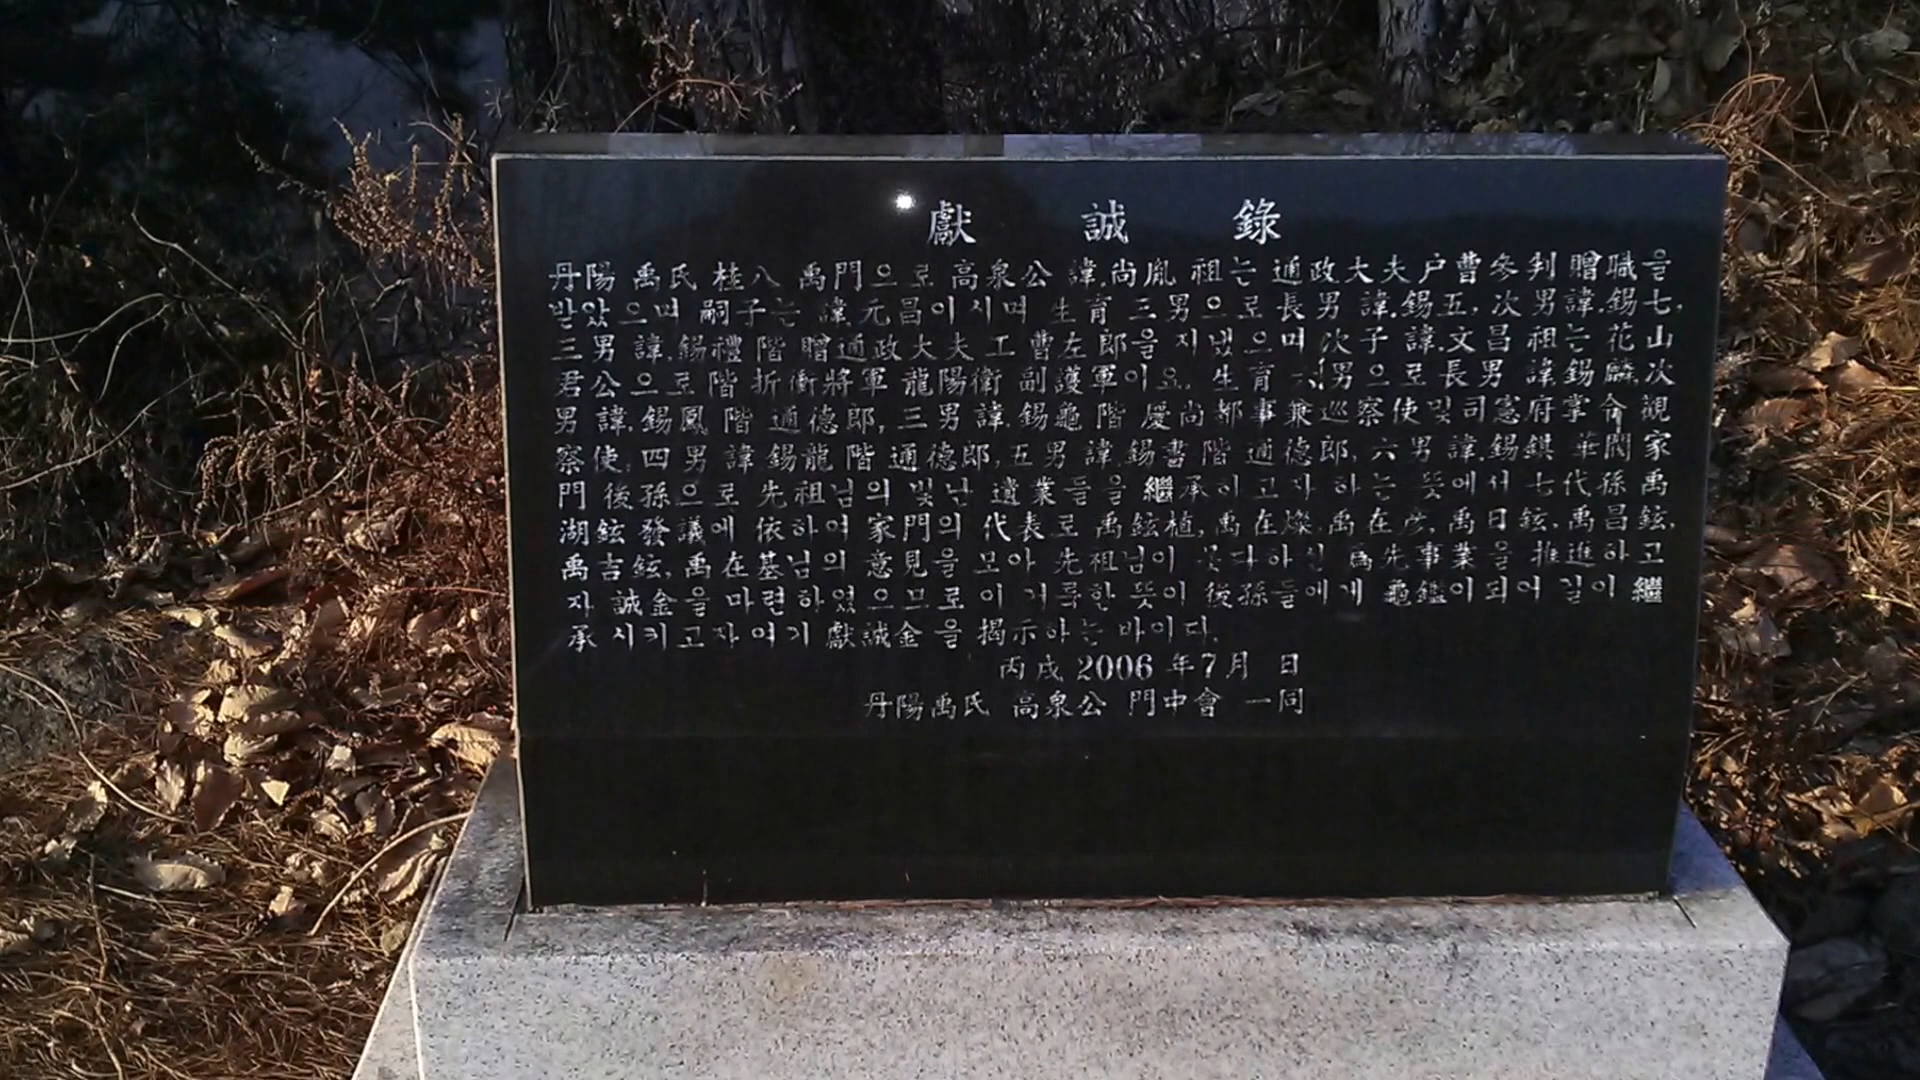 獻 誠 錄
丹陽 禹氏 桂八 禹門으로 高泉公 諱.尚胤 祖는 通政大夫户曹參判 贈職을
받았으며 嗣子는 諱.元昌이시며 生育 三男으로 長男 諱.錫五, 次男 諱.錫七,
三男 諱.錫禮 階 贈通政大夫工曹左郎을 지냈으며 次子 諱.文昌 祖는 花山
君公으로 階 折衝將軍 龍陽衛 副護軍이요, 生育 六男으로 長男 諱錫麟 次
男 諱.錫鳳 階 通德郎, 三男 諱.錫龜 階 慶尚都事兼巡察使및司憲府掌令觀
察使, 四男 諱錫龍 階 通德郎, 五男 諱.錫書 階 通德郎, 六男 諱.錫鎭 華閥家
門 後孫으로 先祖님의 빛난 遺業들을 繼承하고자 하는 뜻에서 七代孫 禹
湖鉉 發議에 依하여 家門의 代表로 禹鉉植, 禹在燦, 禹在彦, 禹日鉉, 禹昌鉉,
禹吉鉉, 禹在基님의 意見을 모아 先祖님이 못다하신 爲先事業을 推進하고
자 誠金을 마련하였으므로 이 거룩한 뜻이 後孫들에게 龜鑑이 되어 길이 繼
承시키고자 여기 獻誠金을 揭示하는 바이다.
丙戌 2006 年 7月 日
丹陽禹氏 高泉公 門中會 一同